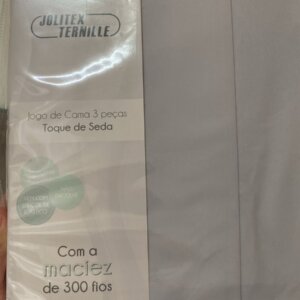 JOLITEX
TERNILLE
Jogo de Cama 3 peças
Toque de Seda
Com a
maciez
de 300 fios